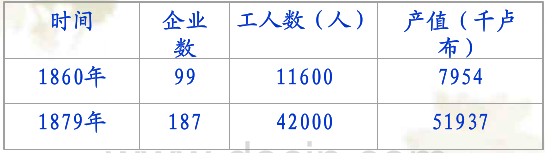 时间 企业数 工人数（人） 产值（千卢布）
1860年 99 11600 7954
1879年 187 42000 51937